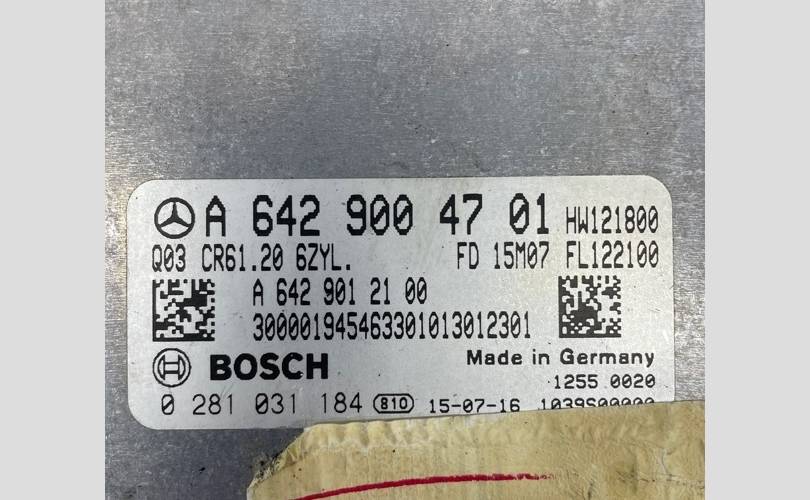 A 642 900 47 01 HW121800
Q03 CR61.20 6ZYL. FD 15M07 FL122100
A 642 901 21 00
300001945463301013012301
BOSCH Made in Germany
1255 0020
0 281 031 184 810 15-07-16 1039S00000